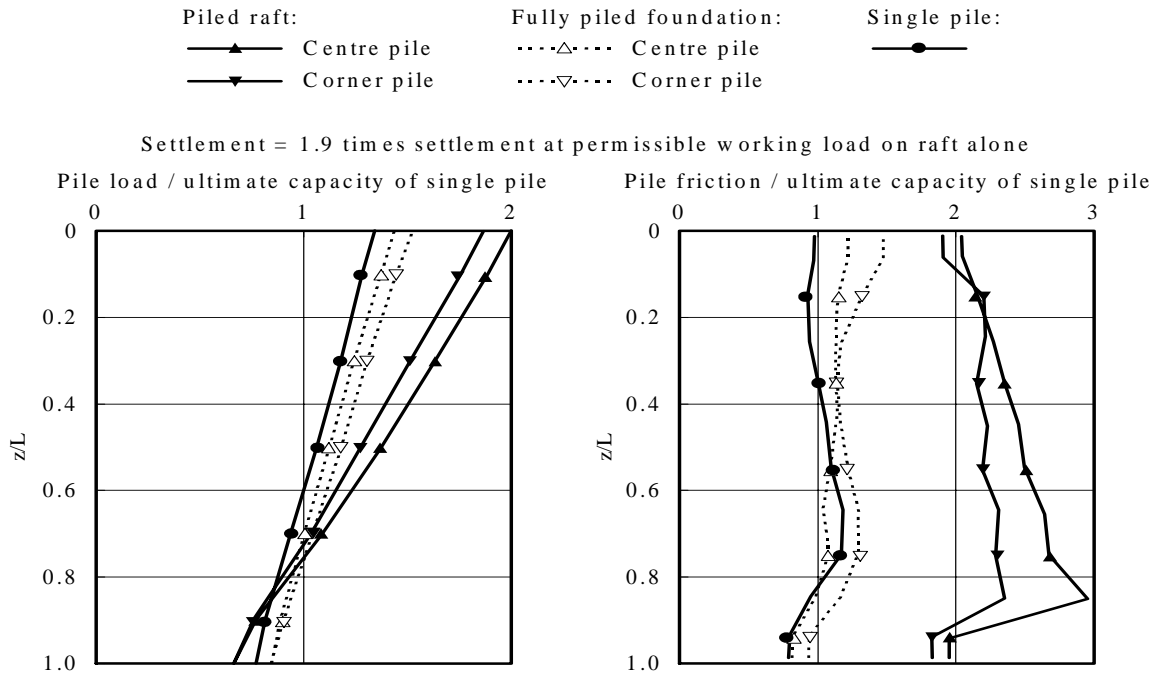 Piled raft: Fully piled foundation: Single pile:
Centre pile Centre pile
Corner pile Corner pile
Settlement = 1.9 times settlement at permissible working load on raft alone
Pile load / ultimate capacity of single pile
0 1 2
0
0.2
0.4
0.6
0.8
1.0
z/L
Pile friction / ultimate capacity of single pile
0 1 2 3
0
0.2
0.4
0.6
0.8
1.0
z/L